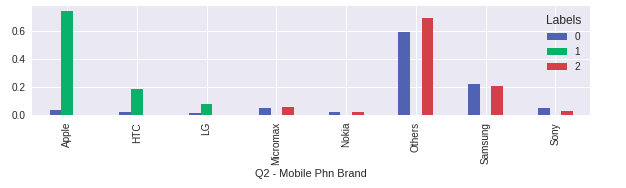 Labels
0
1
2
0.6
0.4
0.2
0.0
Apple
HTC
LG
Micromax
Nokia
Others
Samsung
Sony
Q2 - Mobile Phn Brand